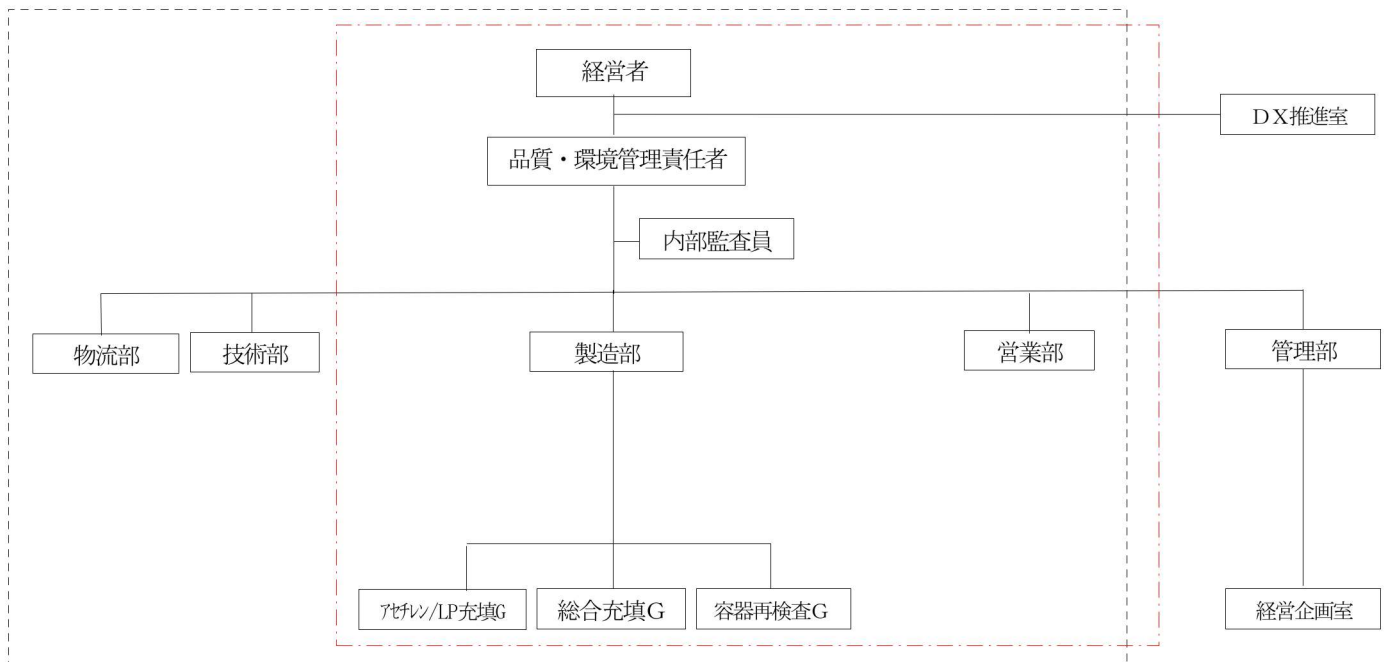 経営者
ＤＸ推進室
品質・環境管理責任者
内部監査員
物流部
技術部
製造部
営業部
管理部
ｱｾﾁﾚﾝ/LP充填G
総合充填G
容器再検査G
経営企画室